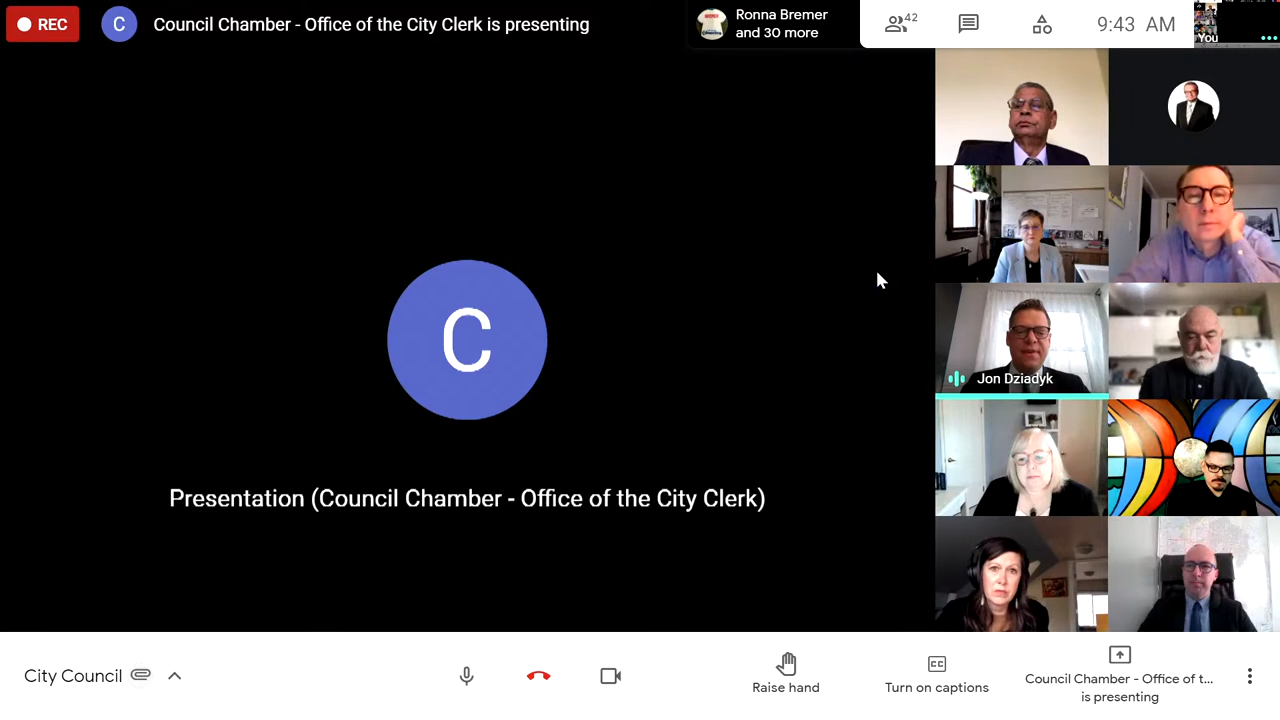 REC
C
Council Chamber - Office of the City Clerk is presenting
Ronna Bremer
and 30 more
42
9:43 AM
You
C
Jon Dziadyk
Presentation (Council Chamber - Office of the City Clerk)
City Council
Raise hand
CC
Turn on captions
Council Chamber - Office of t...
is presenting